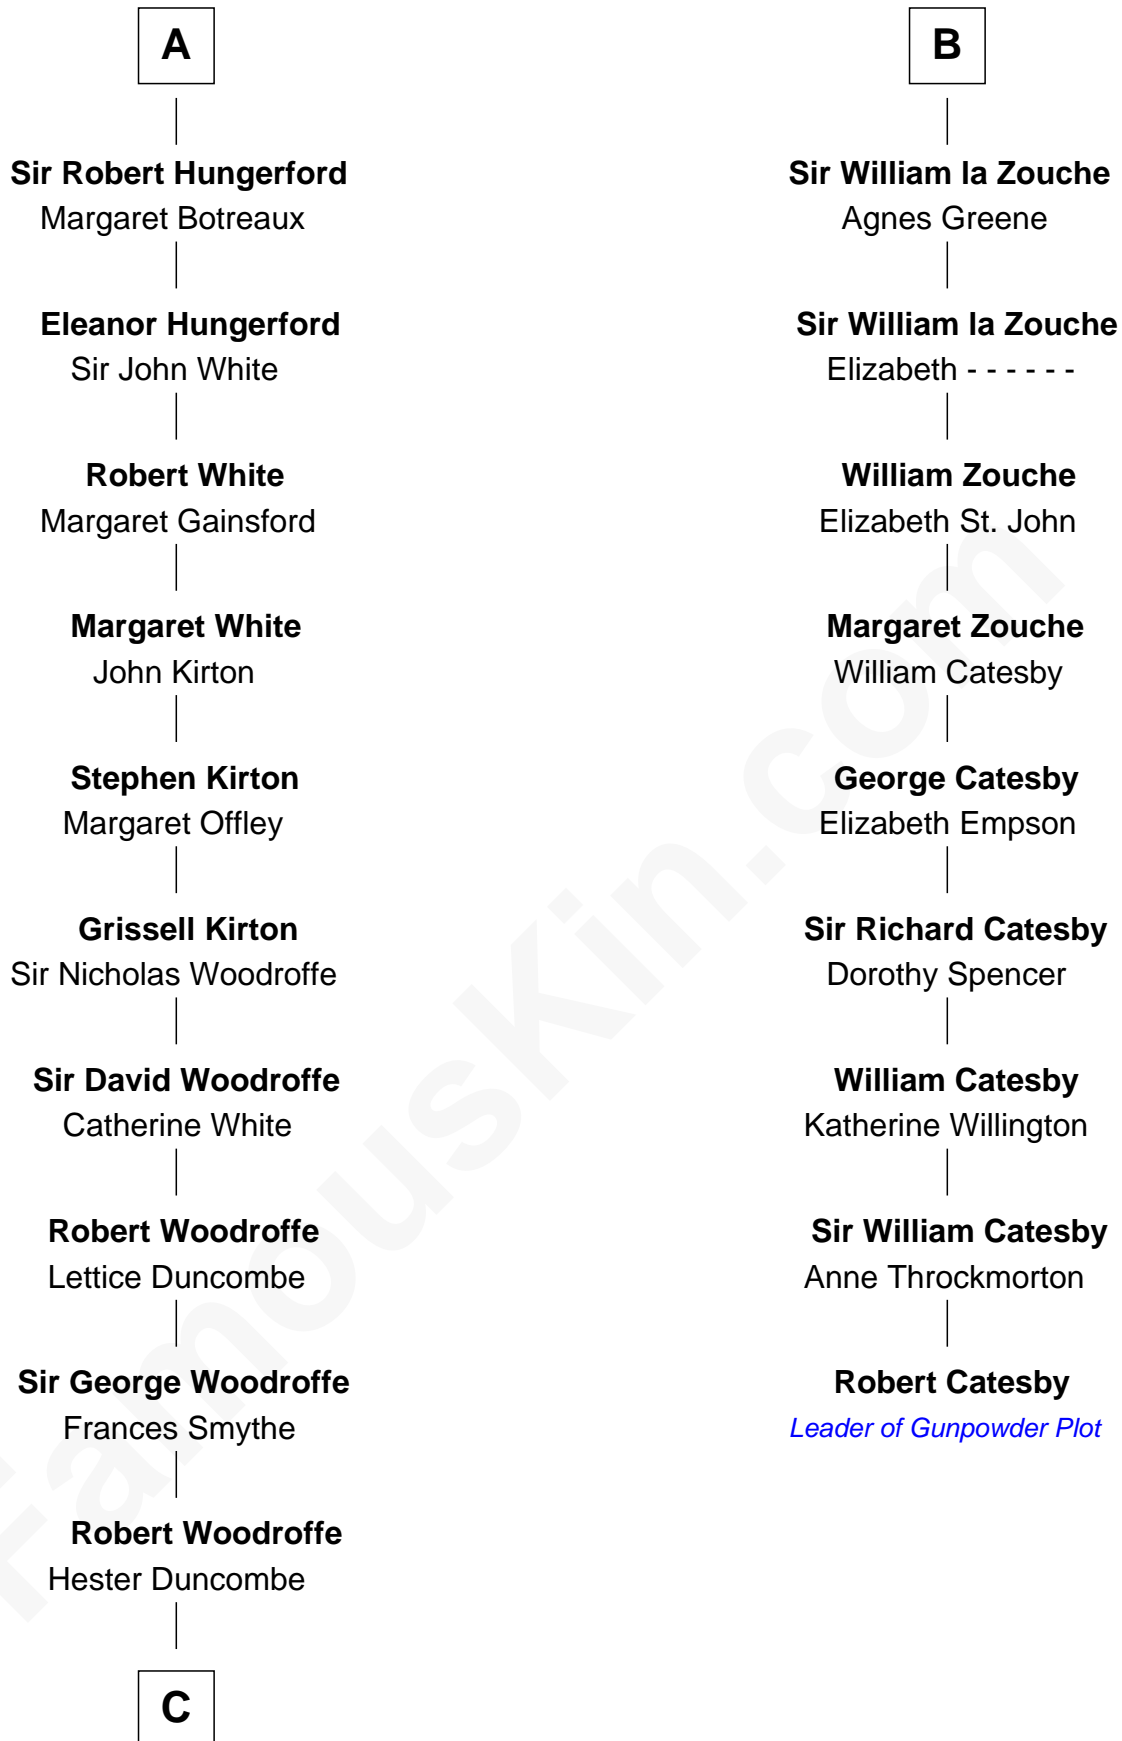 A
Sir Robert Hungerford
Margaret Botreaux
Eleanor Hungerford
Sir John White
Robert White
Margaret Gainsford
Margaret White
John Kirton
Stephen Kirton
Margaret Offley
Grissell Kirton
Sir Nicholas Woodroffe
Sir David Woodroffe
Catherine White
Robert Woodroffe
Lettice Duncombe
Sir George Woodroffe
Frances Smythe
Robert Woodroffe
Hester Duncombe
C
B
Sir William la Zouche
Agnes Greene
Sir William la Zouche
Elizabeth - - - - - -
William Zouche
Elizabeth St. John
Margaret Zouche
William Catesby
George Catesby
Elizabeth Empson
Sir Richard Catesby
Dorothy Spencer
William Catesby
Katherine Willington
Sir William Catesby
Anne Throckmorton
Robert Catesby
Leader of Gunpowder Plot
FamousKin.com